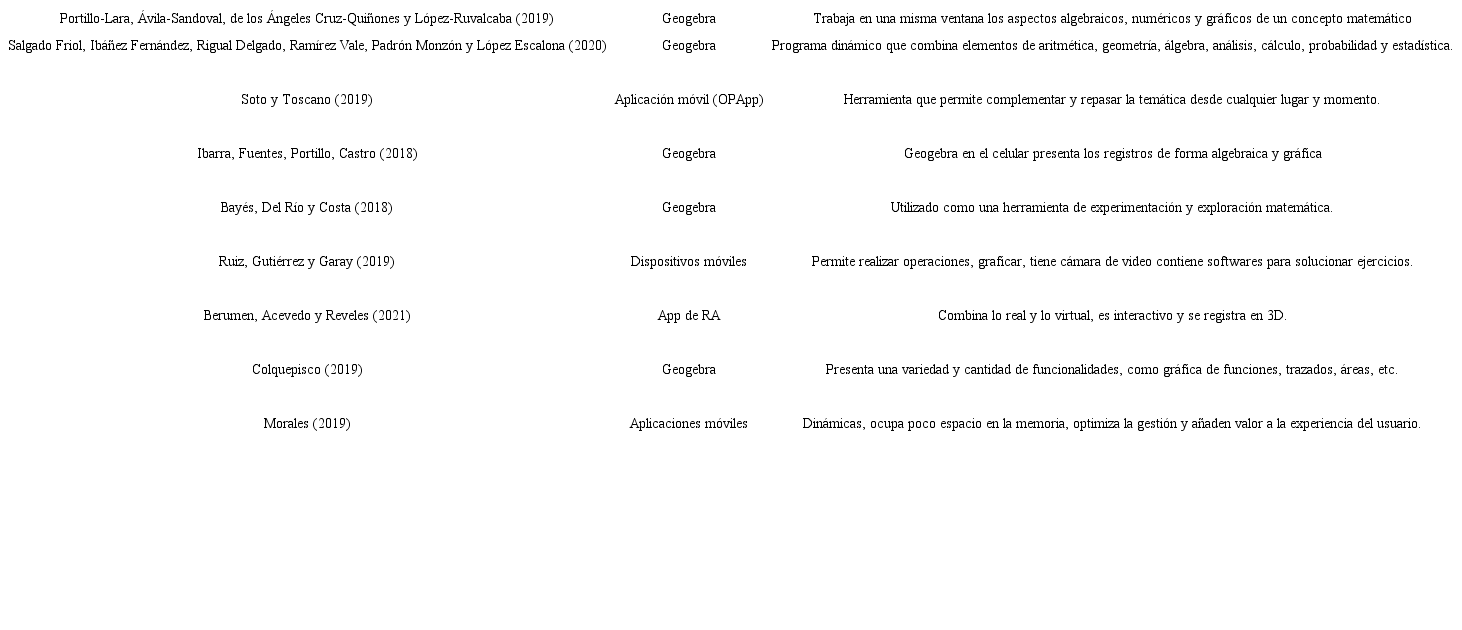 Portillo-Lara, Ávila-Sandoval, de los Ángeles Cruz-Quiñones y López-Ruvalcaba (2019) Geogebra Trabaja en una misma ventana los aspectos algebraicos, numéricos y gráficos de un concepto matemático
Salgado Friol, Ibáñez Fernández, Rigual Delgado, Ramírez Vale, Padrón Monzón y López Escalona (2020) Geogebra Programa dinámico que combina elementos de aritmética, geometría, álgebra, análisis, cálculo, probabilidad y estadística.
Soto y Toscano (2019) Aplicación móvil (OPApp) Herramienta que permite complementar y repasar la temática desde cualquier lugar y momento.
Ibarra, Fuentes, Portillo, Castro (2018) Geogebra Geogebra en el celular presenta los registros de forma algebraica y gráfica
Bayés, Del Río y Costa (2018) Geogebra Utilizado como una herramienta de experimentación y exploración matemática.
Ruiz, Gutiérrez y Garay (2019) Dispositivos móviles Permite realizar operaciones, graficar, tiene cámara de video contiene softwares para solucionar ejercicios.
Berumen, Acevedo y Reveles (2021) App de RA Combina lo real y lo virtual, es interactivo y se registra en 3D.
Colquepisco (2019) Geogebra Presenta una variedad y cantidad de funcionalidades, como gráfica de funciones, trazados, áreas, etc.
Morales (2019) Aplicaciones móviles Dinámicas, ocupa poco espacio en la memoria, optimiza la gestión y añaden valor a la experiencia del usuario.